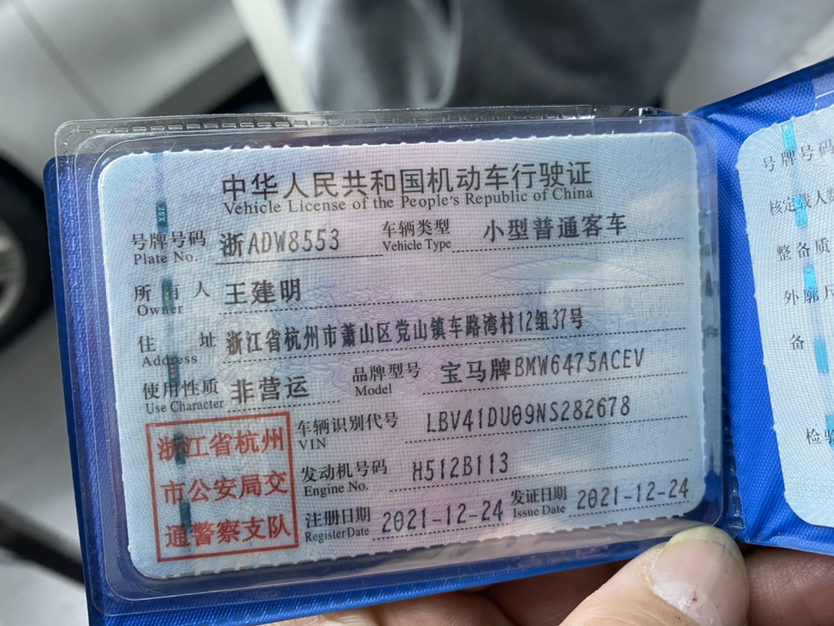 中华人民共和国机动车行驶证
Vehicle License of the People's Republic of China
号牌号码 浙ADW8553 车辆类型 小型普通客车
Plate No. Vehicle Type
所有人 王建明
Owner
住址 浙江省杭州市萧山区党山镇车路湾村12组37号
Address
使用性质 非营运 品牌型号 宝马牌BMW6475ACEV
Use Character Model
浙江省杭州
市公安局交
通警察支队
车辆识别代号 LBV41DU09NS282678
VIN
发动机号码 H512B113
Engine No.
注册日期 2021-12-24 发证日期 2021-12-24
Register Date Issue Date
号牌号码
核定载人
整备质
外廓尺
备
检验